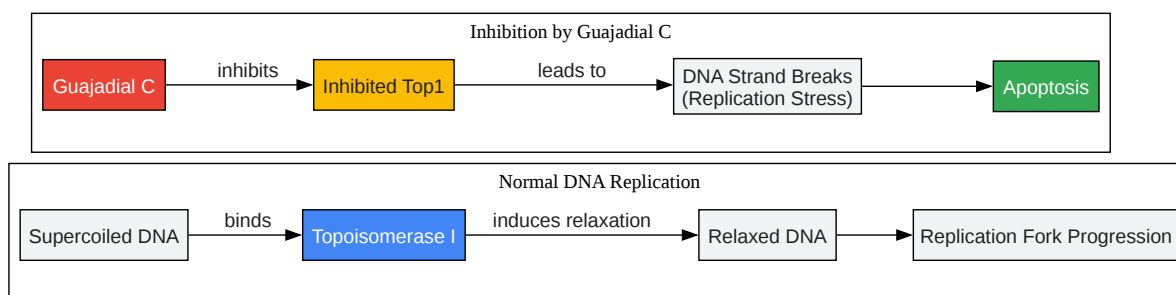 Inhibition by Guajadial C
Guajadial C
inhibits
Inhibited Top1
leads to
DNA Strand Breaks
(Replication Stress)
Apoptosis
Normal DNA Replication
Supercoiled DNA
binds
Topoisomerase I
induces relaxation
Relaxed DNA
Replication Fork Progression